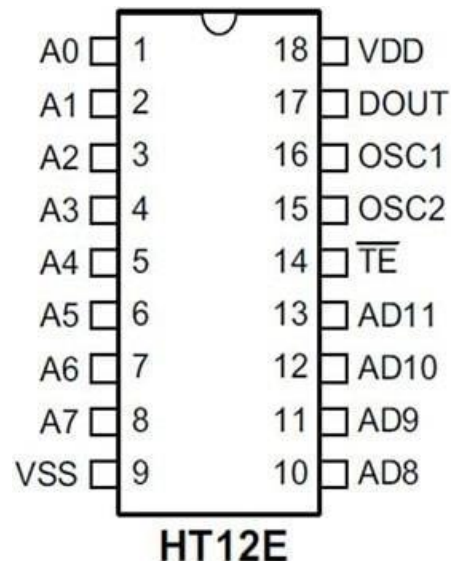 A0 1 18 VDD
A1 2 17 DOUT
A2 3 16 OSC1
A3 4 15 OSC2
A4 5 14 T̅E̅
A5 6 13 AD11
A6 7 12 AD10
A7 8 11 AD9
VSS 9 10 AD8
HT12E